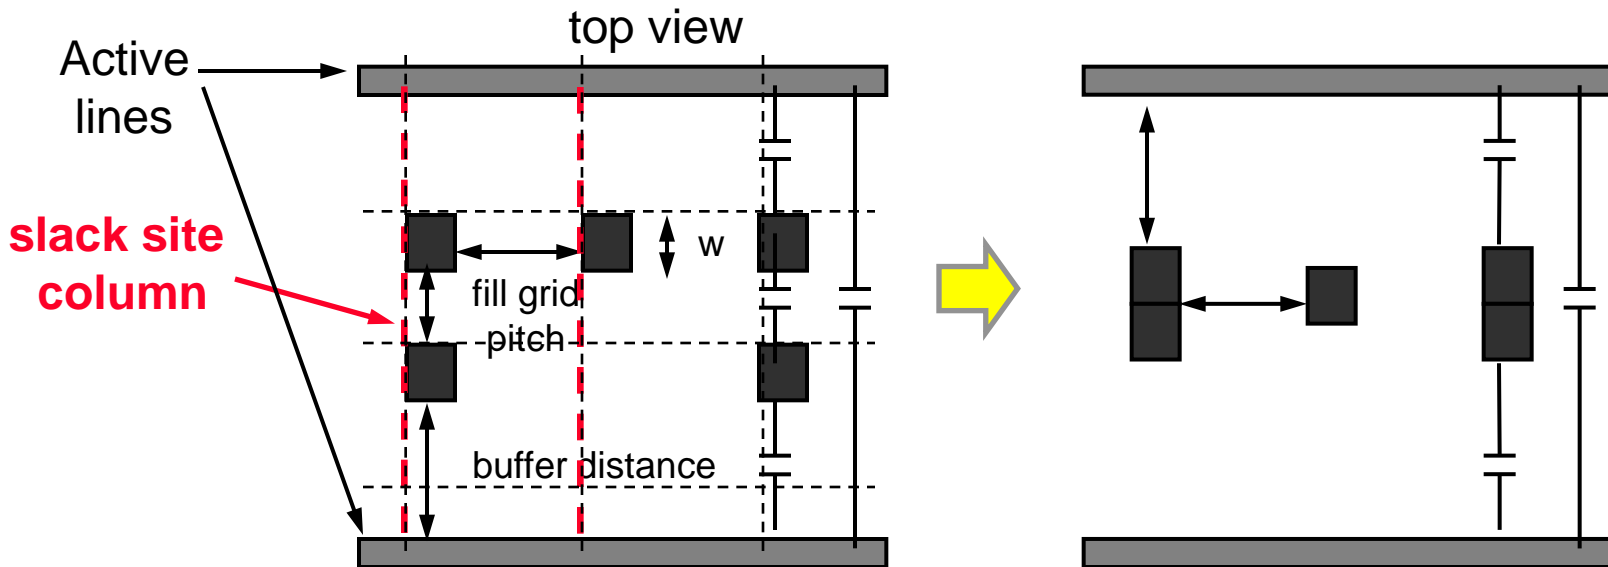 top view
Active
lines
slack site
column
w
fill grid
pitch
buffer distance